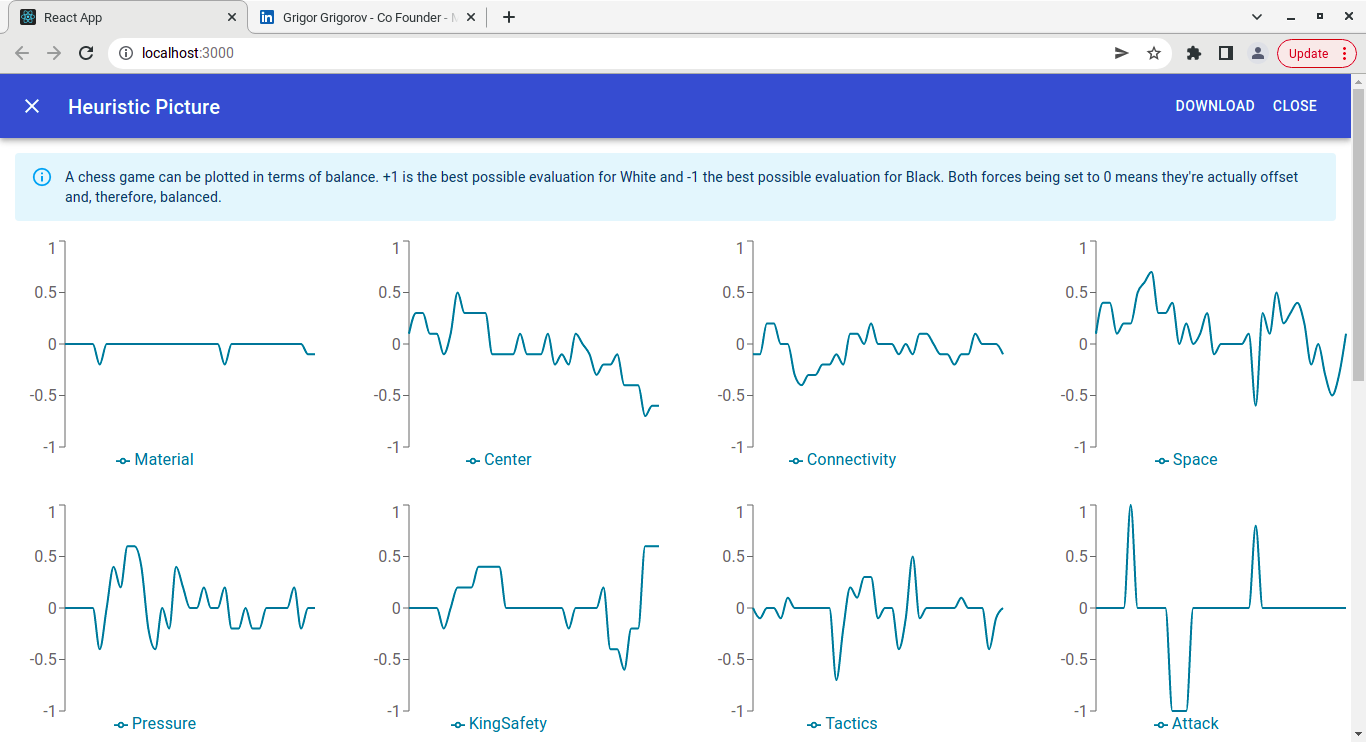 React App
Grigor Grigorov - Co Founder -
localhost:3000
Update
Heuristic Picture
DOWNLOAD CLOSE
A chess game can be plotted in terms of balance. +1 is the best possible evaluation for White and -1 the best possible evaluation for Black. Both forces being set to 0 means they're actually offset
and, therefore, balanced.
1 1 1 1
0.5 0.5 0.5 0.5
0 0 0 0
-0.5 -0.5 -0.5 -0.5
-1 -1 -1 -1
Material Center Connectivity Space
1 1 1 1
0.5 0.5 0.5 0.5
0 0 0 0
-0.5 -0.5 -0.5 -0.5
-1 -1 -1 -1
Pressure KingSafety Tactics Attack